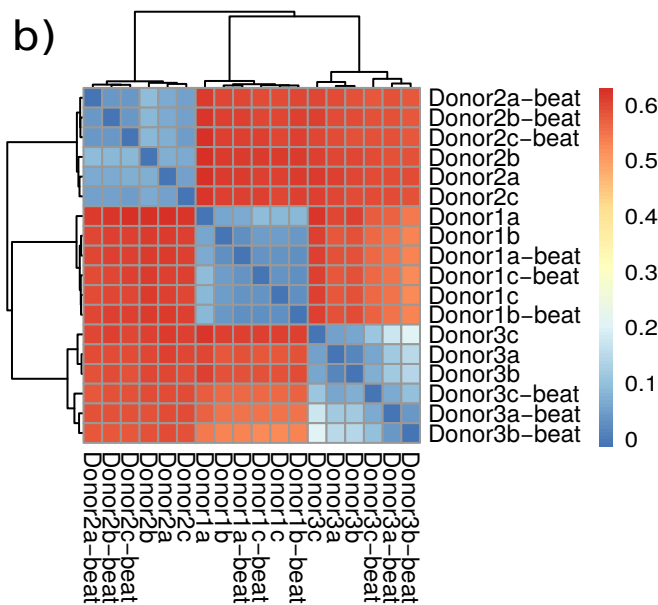 b)
Donor2a-beat
Donor2b-beat
Donor2c-beat
Donor2b
Donor2a
Donor2c
Donor1a
Donor1b
Donor1a-beat
Donor1c-beat
Donor1c
Donor1b-beat
Donor3c
Donor3a
Donor3b
Donor3c-beat
Donor3a-beat
Donor3b-beat
0.6
0.5
0.4
0.3
0.2
0.1
0
Donor2a-beat
Donor2b-beat
Donor2c-beat
Donor2b
Donor2a
Donor2c
Donor1a
Donor1b
Donor1a-beat
Donor1c-beat
Donor1c
Donor1b-beat
Donor3c
Donor3a
Donor3b
Donor3c-beat
Donor3a-beat
Donor3b-beat